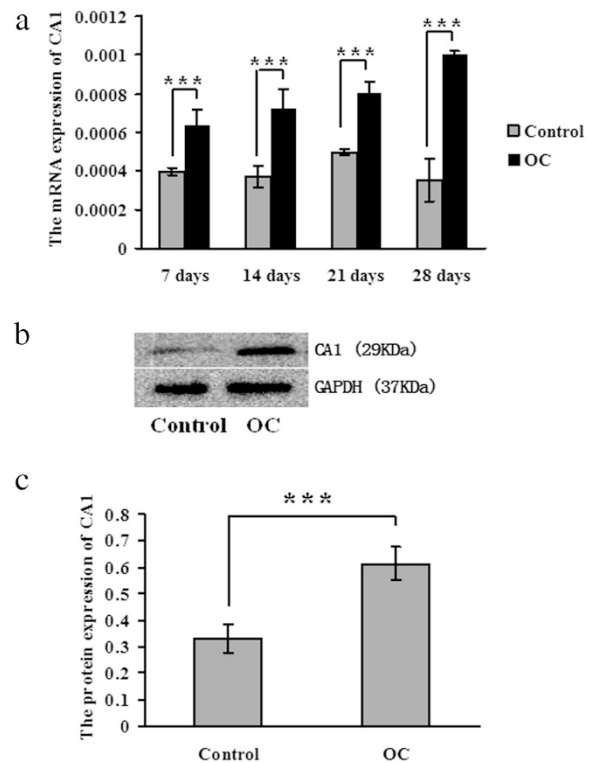 a
The mRNA expression of CA1
0.0012
0.001
0.0008
0.0006
0.0004
0.0002
0
***
***
***
***
7 days
14 days
21 days
28 days
Control
OC
b
CA1 (29KDa)
GAPDH (37KDa)
Control
OC
c
The protein expression of CA1
0.8
0.7
0.6
0.5
0.4
0.3
0.2
0.1
0
***
Control
OC